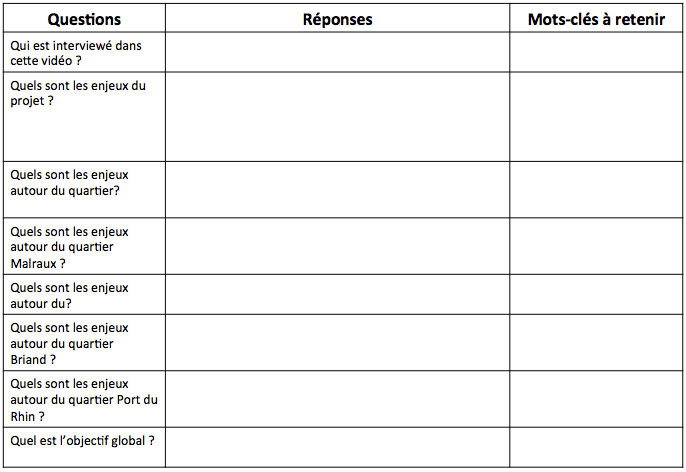 Questions Réponses Mots-clés à retenir
Qui est interviewé dans
cette vidéo ?
Quels sont les enjeux du
projet ?
Quels sont les enjeux
autour du quartier?
Quels sont les enjeux
autour du quartier
Malraux ?
Quels sont les enjeux
autour du?
Quels sont les enjeux
autour du quartier
Briand ?
Quels sont les enjeux
autour du quartier Port du
Rhin ?
Quel est l’objectif global ?